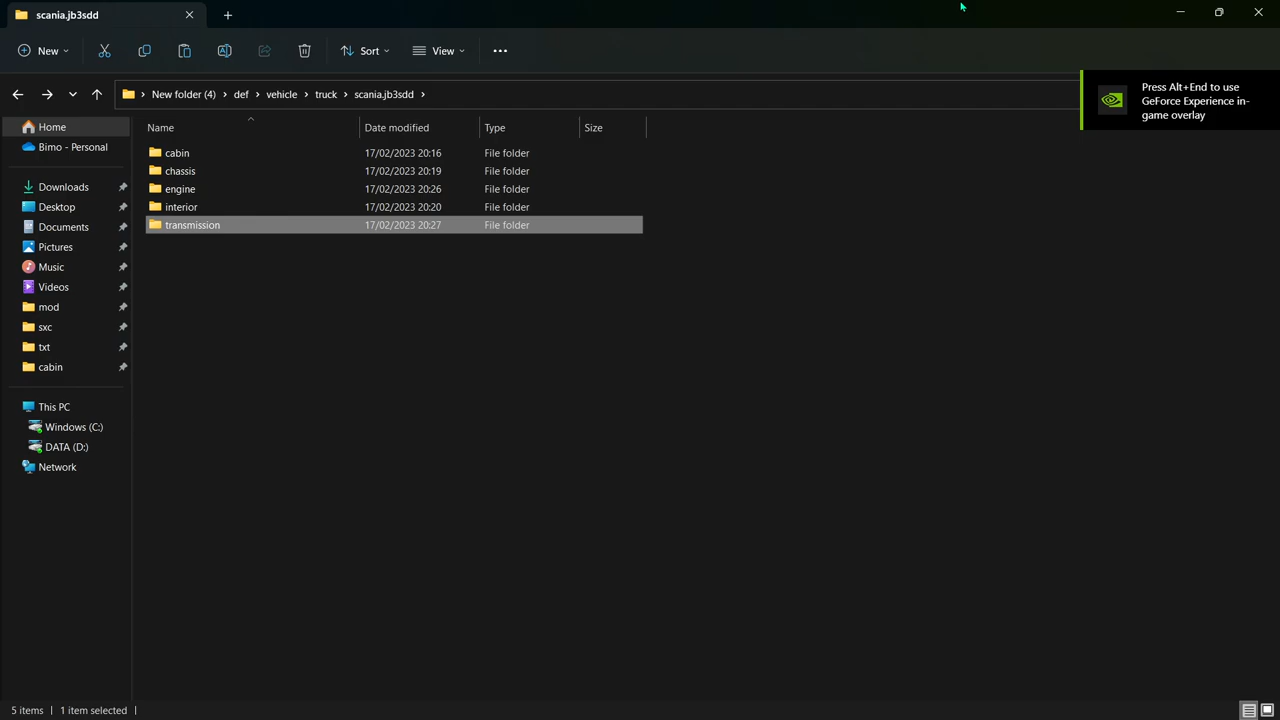 scania.jb3sdd
New
Sort
View
New folder (4) def vehicle truck scania.jb3sdd
Press Alt+End to use
GeForce Experience in-
game overlay
Home
Bimo - Personal
Downloads
Desktop
Documents
Pictures
Music
Videos
mod
sxc
txt
cabin
This PC
Windows (C:)
DATA (D:)
Network
Name Date modified Type Size
cabin 17/02/2023 20:16 File folder
chassis 17/02/2023 20:19 File folder
engine 17/02/2023 20:26 File folder
interior 17/02/2023 20:20 File folder
transmission 17/02/2023 20:27 File folder
5 items 1 item selected